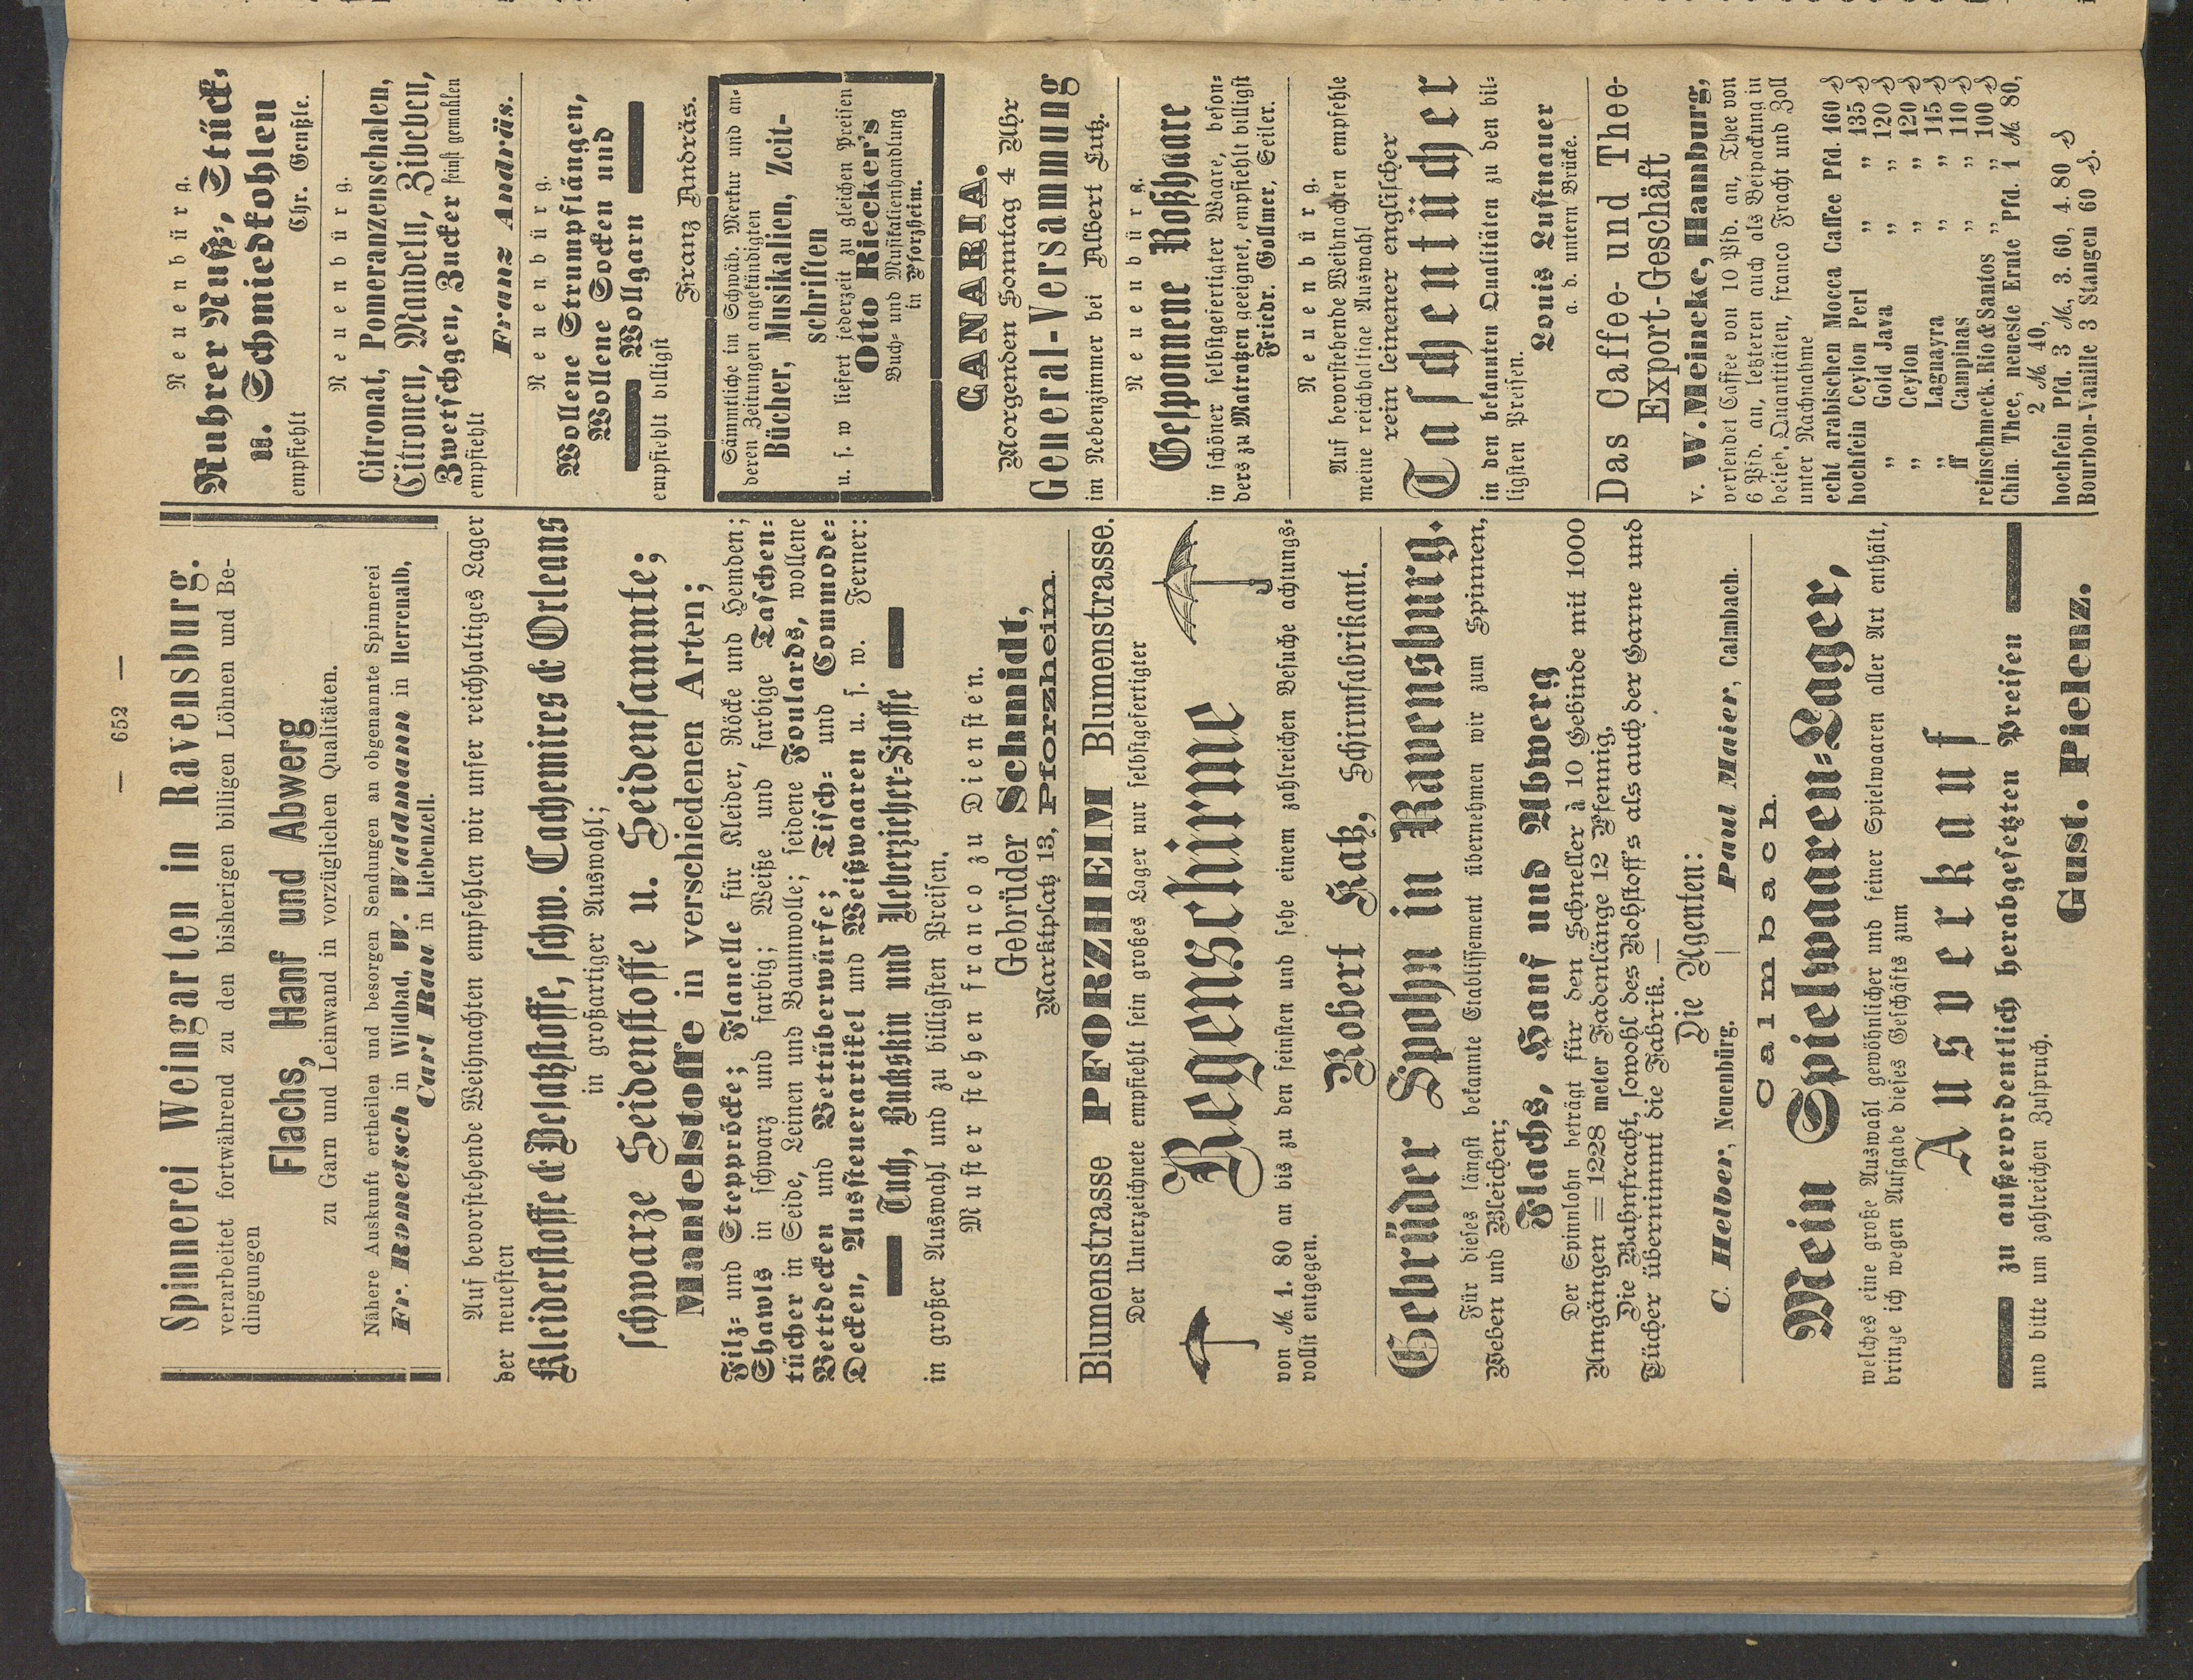 — 652 —
Spinnerei Weingarten in Ravensburg.
verarbeitet fortwährend zu den bisherigen billigen Löhnen und Be-
dingungen
Flachs, Hanf und Abwerg
zu Garn und Leinwand in vorzüglichen Qualitäten.
Nähere Auskunft ertheilen und besorgen Sendungen an obgenannte Spinnerei
Fr. Rometsch in Wildbad, W. Waldmann in Herrenalb,
Carl Rau in Liebenzell.
Auf bevorstehende Weihnachten empfehlen wir unser reichhaltiges Lager
der neuesten
Kleiderstoffe & Besatzstoffe, schw. Cachemires & Orleans
in großartiger Auswahl;
schwarze Seidenstoffe u. Seidensammte;
Mantelstoffe in verschiedenen Arten;
Filz- und Stepprröcke; Flanelle für Kleider, Röcke und Hemden;
Shawls in schwarz und farbig; Weiße und farbige Taschen-
tücher in Seide, Leinen und Baumwolle; seidene Foulards, wollene
Bettdecken und Bettüberwürfe; Tisch- und Commode-
Decken, Aussteuerartikel und Weißwaaren u. s. w. Ferner:
Tuch, Buckskin und Ueberzieher-Stoffe
in großer Auswahl und zu billigsten Preisen.
Muster stehen franco zu Diensten.
Gebrüder Schmidt,
Marktplatz 13, Pforzheim.
Blumenstrasse PFORZHEIM Blumenstrasse.
Der Unterzeichnete empfiehlt sein großes Lager nur selbstgefertigter
Regenschirme
von M. 1. 80 an bis zu den feinsten und sehe einem zahlreichen Besuche achtungs-
vollst entgegen.
Robert Katz, Schirmfabrikant.
Gebrüder Spohn in Ravensburg.
Für dieses längst bekannte Etablissement übernehmen wir zum Spinnen,
Weben und Bleichen;
Flachs, Hanf und Abwerg
Der Spinnlohn beträgt für den Schneller à 10 Gebinde mit 1000
Umgängen = 1228 meter Fadenlänge 12 Pfennig.
Die Bahnfracht, sowohl des Rohstoff's als auch der Garne und
Tücher übernimmt die Fabrik. —
Die Agenten:
C. Helber, Neuenbürg. | Paul Maier, Calmbach.
Calmbach.
Mein Spielwaaren-Lager,
welches eine große Auswahl gewöhnlicher und feiner Spielwaaren aller Art enthält,
bringe ich wegen Aufgabe dieses Geschäfts zum
Ausverkauf
zu außerordentlich herabgesetzten Preisen
und bitte um zahlreichen Zuspruch.
Gust. Pielenz.
Neuenbürg.
Ruhrer Nuß-, Stück-
u. Schmiedkohlen
empfiehlt Chr. Genßle.
Neuenbürg.
Citronat, Pomeranzenschalen,
Citronen, Mandeln, Zibeben,
Zwetschgen, Zucker feinst gemahlen
empfiehlt
Franz Andräs.
Neuenbürg.
Wollene Strumpflängen,
Wollene Socken und
Wollgarn
empfiehlt billigst
Franz Andräs.
Sämmtliche im Schwäb. Merkur und an-
deren Zeitungen angekündigten
Bücher, Musikalien, Zeit-
schriften
u. s. w liefert jederzeit zu gleichen Preisen
Otto Riecker's
Buch- und Musikalienhandlung
in Pforzheim.
CANARIA.
Morgenden Sonntag 4 Uhr
General-Versammung
im Nebenzimmer bei Albert Lutz.
Neuenbürg.
Gesponnene Roßhaare
in schöner selbstgefertigter Waare, beson-
ders zu Matratzen geeignet, empfiehlt billigst
Friedr. Gollmer, Seiler.
Neuenbürg.
Auf bevorstehende Weihnachten empfehle
meine reichhaltige Auswahl
rein leinener englischer
Taschentücher
in den bekannten Qualitäten zu den bil-
ligsten Preisen.
Louis Lustnauer
a. d. untern Brücke.
Das Caffee- und Thee-
Export-Geschäft
v. W. Meincke, Hamburg,
versendet Caffee von 10 Pfd. an, Thee von
6 Pfd. an, letzteren auch als Beipackung in
belieb. Quantitäten, franco Fracht und Zoll
unter Nachnahme
echt arabischen Mocca Caffee Pfd. 160 ₰
hochfein Ceylon Perl „ „ 135 ₰
„ Gold Java „ „ 120 ₰
„ Ceylon „ „ 120 ₰
„ Laguayra „ „ 115 ₰
ff Campinas „ „ 110 ₰
reinschmeck. Rio & Santos „ „ 100 ₰
Chin. Thee, neueste Ernte Pfd. 1 M. 80,
2 M. 40,
hochfein Pfd. 3 M., 3. 60, 4. 80 ₰
Bourbon-Vanille 3 Stangen 60 ₰.